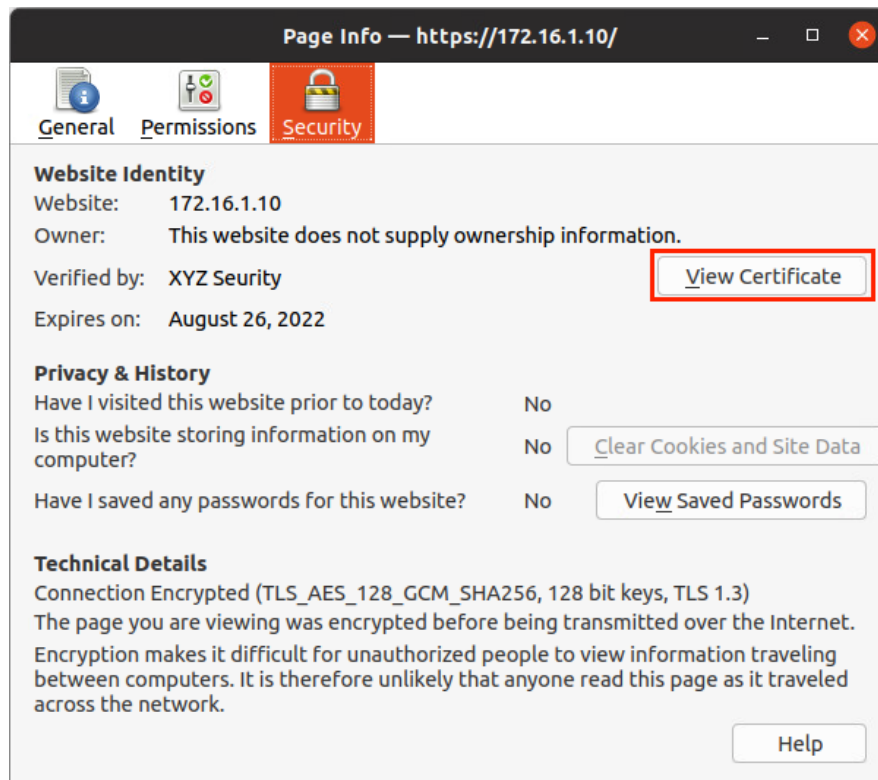 Page Info — https://172.16.1.10/
General Permissions Security
Website Identity
Website: 172.16.1.10
Owner: This website does not supply ownership information.
Verified by: XYZ Seurity View Certificate
Expires on: August 26, 2022
Privacy & History
Have I visited this website prior to today? No
Is this website storing information on my
computer? No Clear Cookies and Site Data
Have I saved any passwords for this website? No View Saved Passwords
Technical Details
Connection Encrypted (TLS_AES_128_GCM_SHA256, 128 bit keys, TLS 1.3)
The page you are viewing was encrypted before being transmitted over the Internet.
Encryption makes it difficult for unauthorized people to view information traveling
between computers. It is therefore unlikely that anyone read this page as it traveled
across the network.
Help